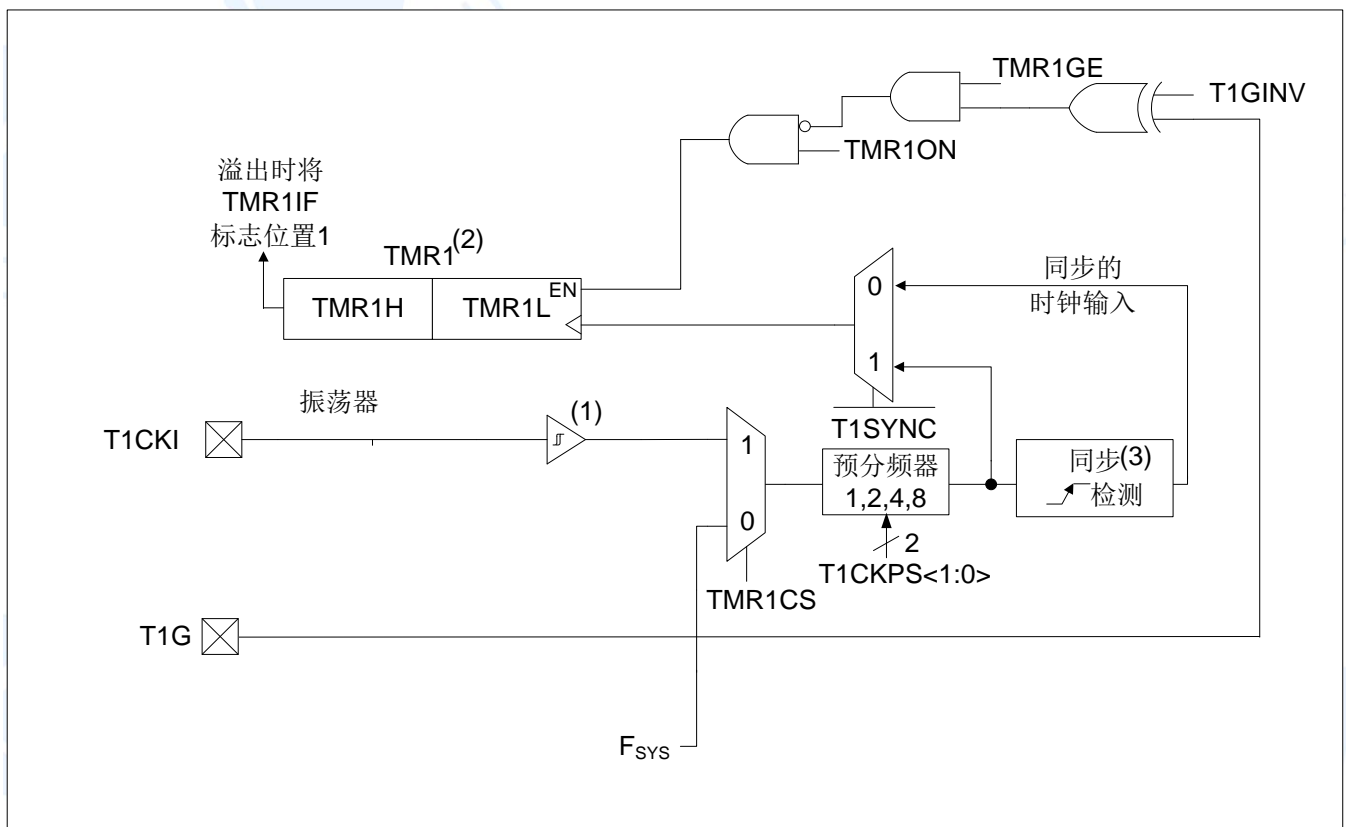 TMR1GE
T1GINV
TMR1ON
溢出时将
TMR1IF
标志位置1
TMR1(2)
TMR1H
TMR1L
EN
0
1
同步的
时钟输入
T1SYNC
振荡器
(1)
T1CKI
1
0
预分频器
1,2,4,8
同步(3)
检测
2
T1CKPS<1:0>
TMR1CS
T1G
FSYS